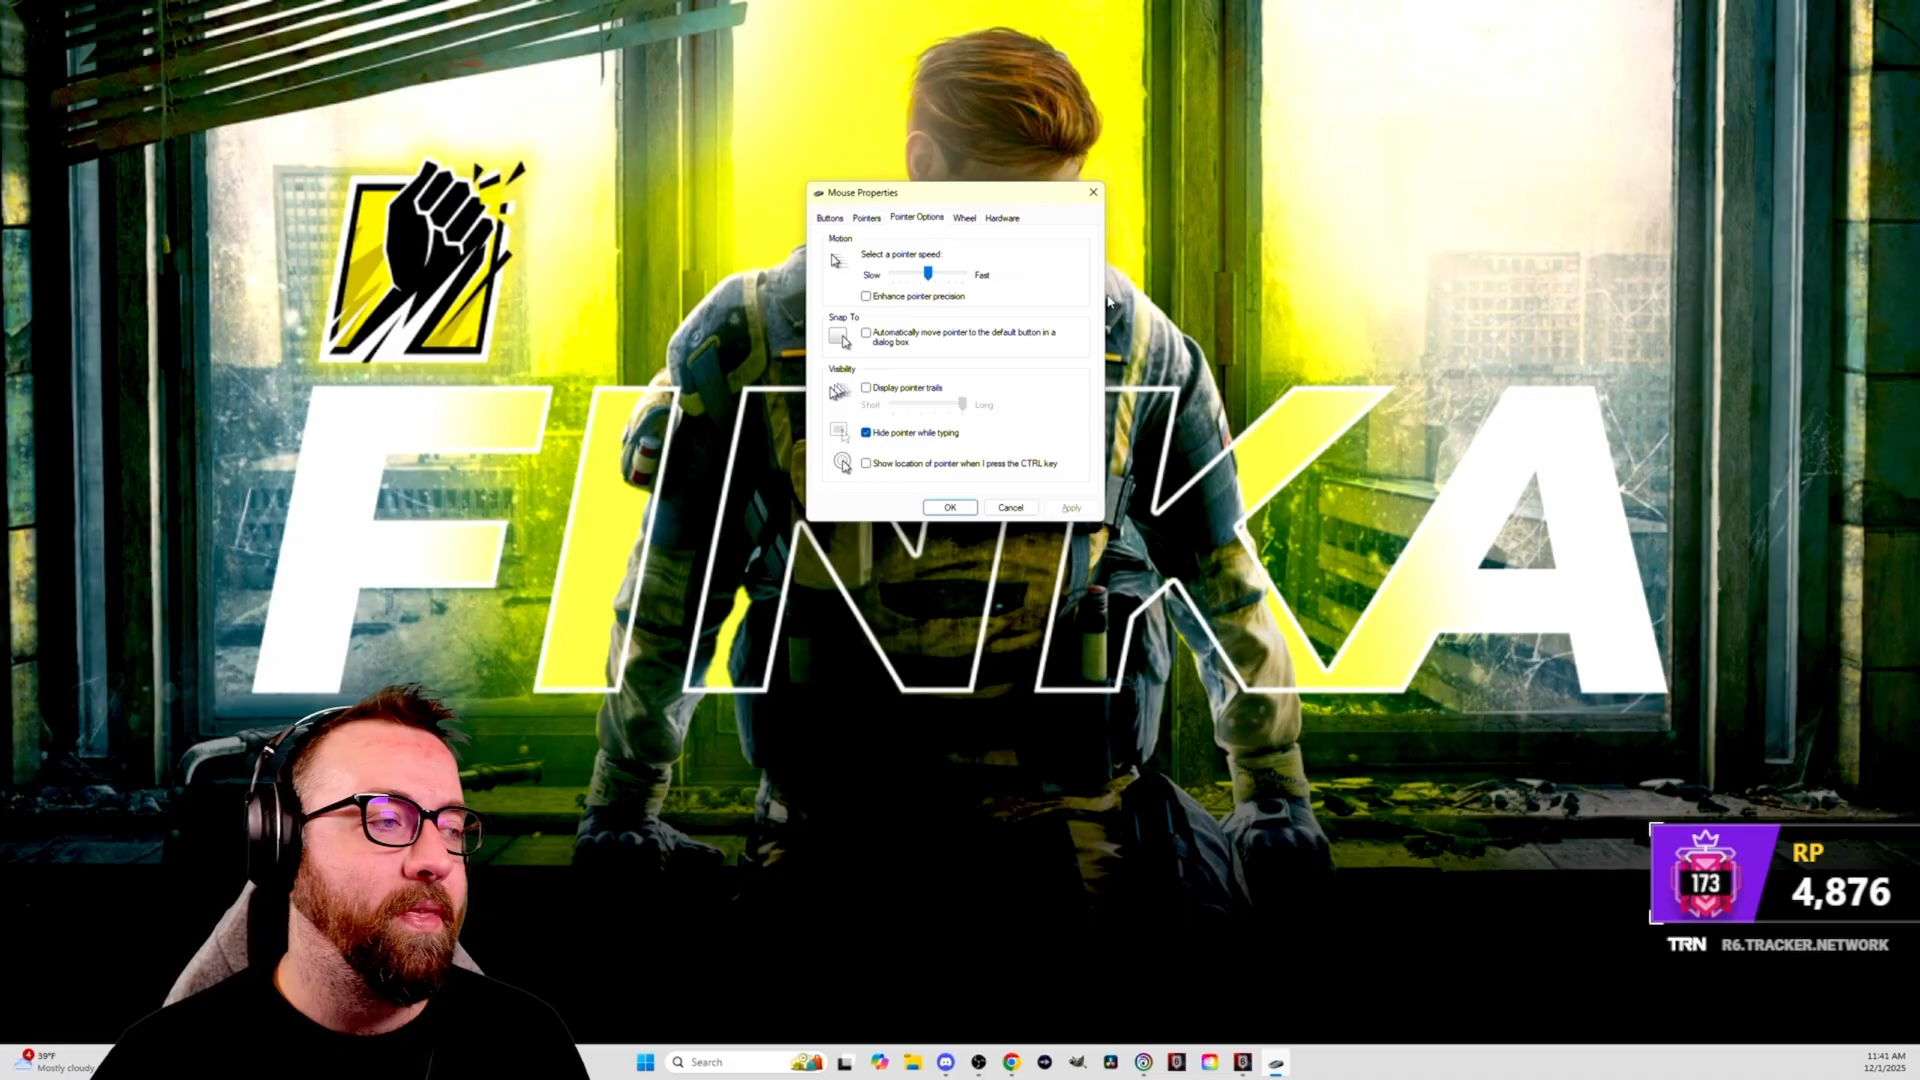 Mouse Properties
Buttons Pointers Pointer Options Wheel Hardware
Motion
Select a pointer speed:
Slow Fast
Enhance pointer precision
Snap To
Automatically move pointer to the default button in a
dialog box
Visibility
Display pointer trails
Short Long
Hide pointer while typing
Show location of pointer when I press the CTRL key
OK Cancel Apply
FINKA
173
RP
4,876
TRN R6.TRACKER.NETWORK
4
39°F
Mostly cloudy
Search
11:41 AM
12/1/2025